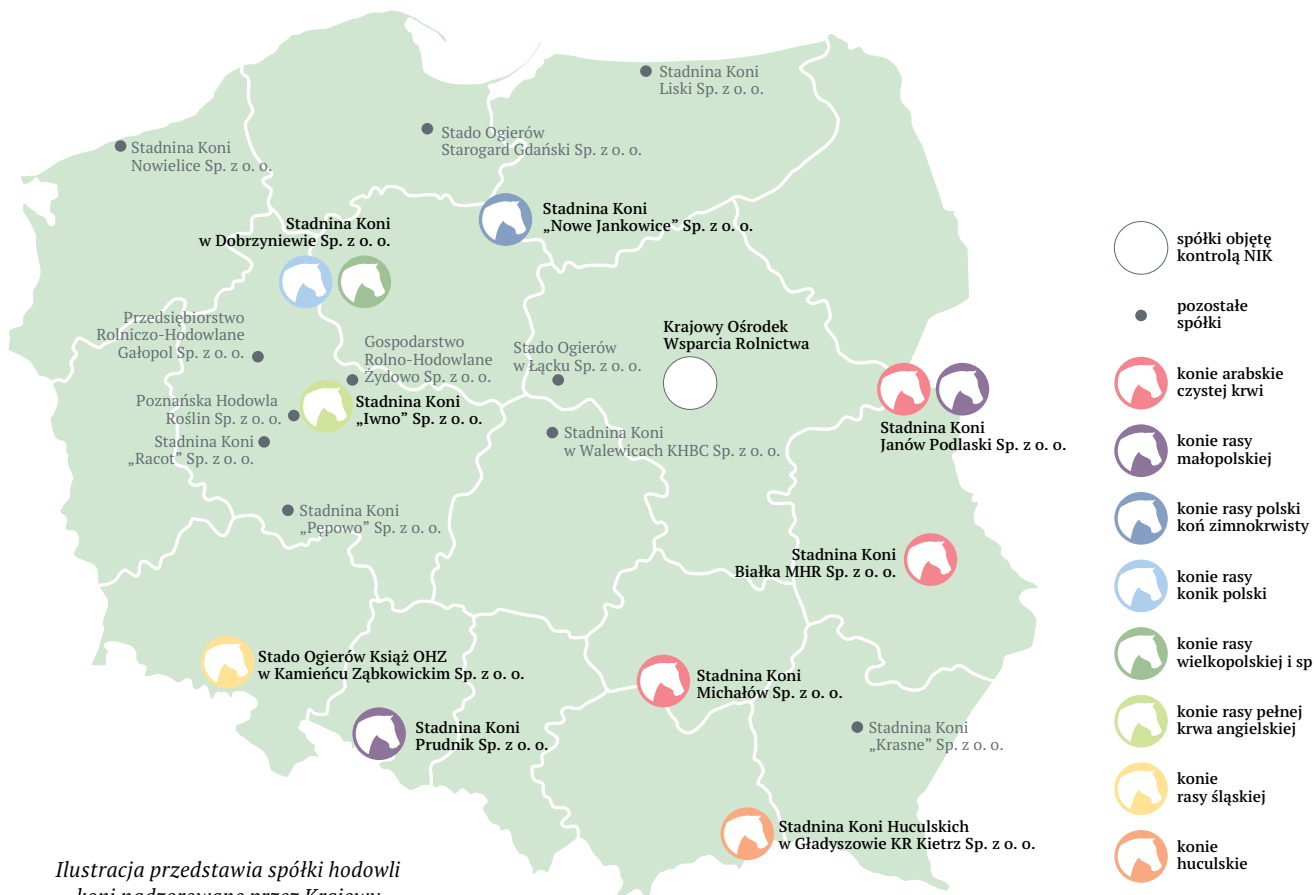 Stadnina Koni
Liski Sp. z o. o.
Stado Ogierów
Starogard Gdański Sp. z o. o.
Stadnina Koni
Nowielice Sp. z o. o.
Stadnina Koni
„Nowe Jankowice” Sp. z o. o.
Stadnina Koni
w Dobrzyniewie Sp. z o. o.
Przedsiębiorstwo
Rolniczo-Hodowlane
Gałopol Sp. z o. o.
Gospodarstwo
Rolno-Hodowlane
Żydowo Sp. z o. o.
Stado Ogierów
w Łącku Sp. z o. o.
Krajowy Ośrodek
Wsparcia Rolnictwa
Poznańska Hodowla
Roślin Sp. z o. o.
Stadnina Koni
„Iwno” Sp. z o. o.
Stadnina Koni
„Racot” Sp. z o. o.
Stadnina Koni
w Walewicach KHBC Sp. z o. o.
Stadnina Koni
Janów Podlaski Sp. z o. o.
Stadnina Koni
„Pępowo” Sp. z o. o.
Stadnina Koni
Białka MHR Sp. z o. o.
Stado Ogierów Książ OHZ
w Kamieńcu Ząbkowickim Sp. z o. o.
Stadnina Koni
Michałów Sp. z o. o.
Stadnina Koni
Prudnik Sp. z o. o.
Stadnina Koni
„Krasne” Sp. z o. o.
Stadnina Koni Huculskich
w Gładyszowie KR Kietrz Sp. z o. o.
spółki objęte
kontrolą NIK
pozostałe
spółki
konie arabskie
czystej krwi
konie rasy
małopolskiej
konie rasy polski
koń zimnokrwisty
konie rasy
konik polski
konie rasy
wielkopolskiej i sp
konie rasy pełnej
krwa angielskiej
konie
rasy śląskiej
konie
huculskie
Ilustracja przedstawia spółki hodowli
koni nadzorowane przez Krajowy